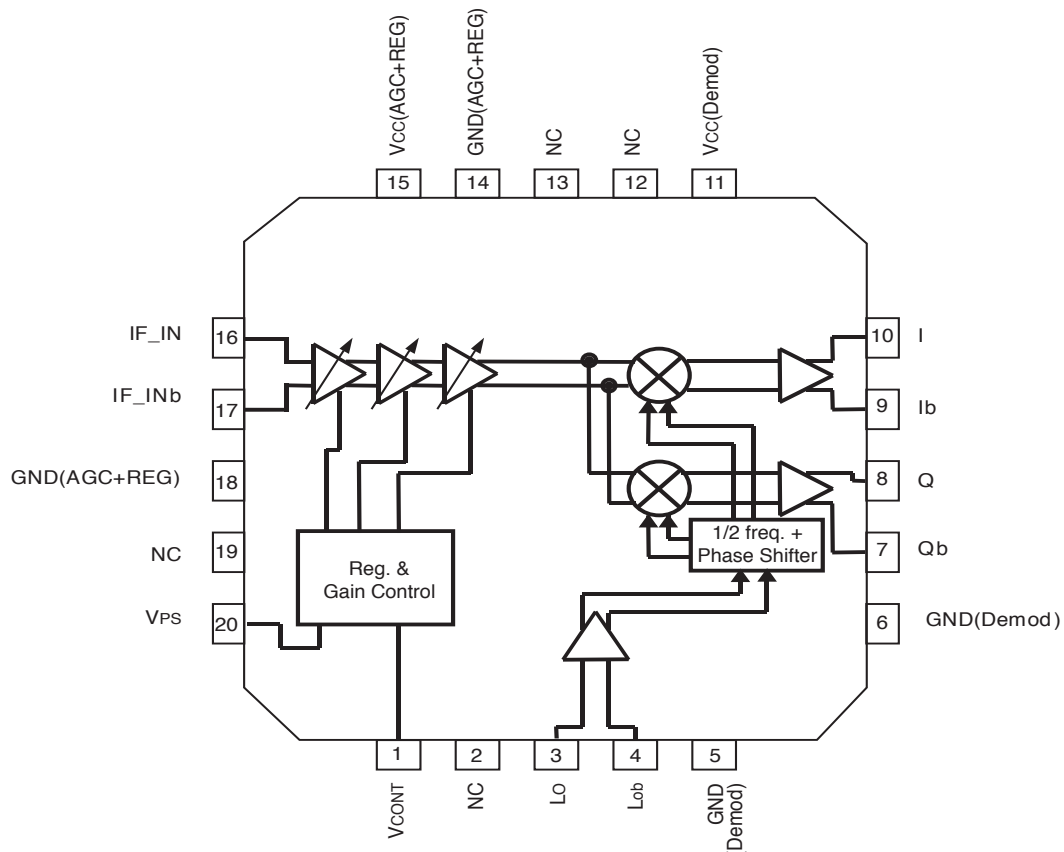 Vcc(AGC+REG)
GND(AGC+REG)
NC
NC
Vcc(Demod)
15
14
13
12
11
IF_IN
16
10
I
IF_INb
17
9
Ib
GND(AGC+REG)
18
8
Q
1/2 freq. +
Phase Shifter
NC
19
7
Qb
Reg. &
Gain Control
VPS
20
6
GND(Demod)
1
2
3
4
5
VCONT
NC
LO
LOb
GND
Demod)